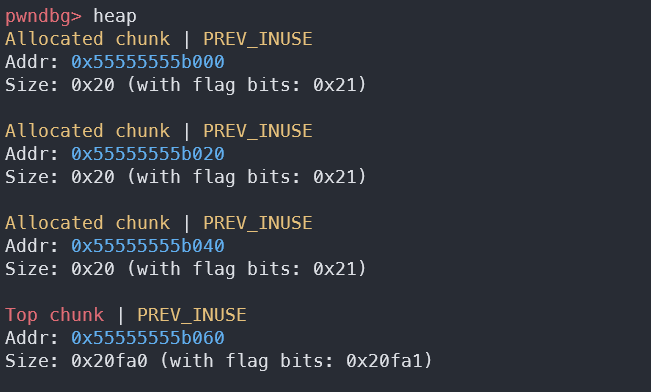 pwndbg> heap
Allocated chunk | PREV_INUSE
Addr: 0x55555555b000
Size: 0x20 (with flag bits: 0x21)
Allocated chunk | PREV_INUSE
Addr: 0x55555555b020
Size: 0x20 (with flag bits: 0x21)
Allocated chunk | PREV_INUSE
Addr: 0x55555555b040
Size: 0x20 (with flag bits: 0x21)
Top chunk | PREV_INUSE
Addr: 0x55555555b060
Size: 0x20fa0 (with flag bits: 0x20fa1)